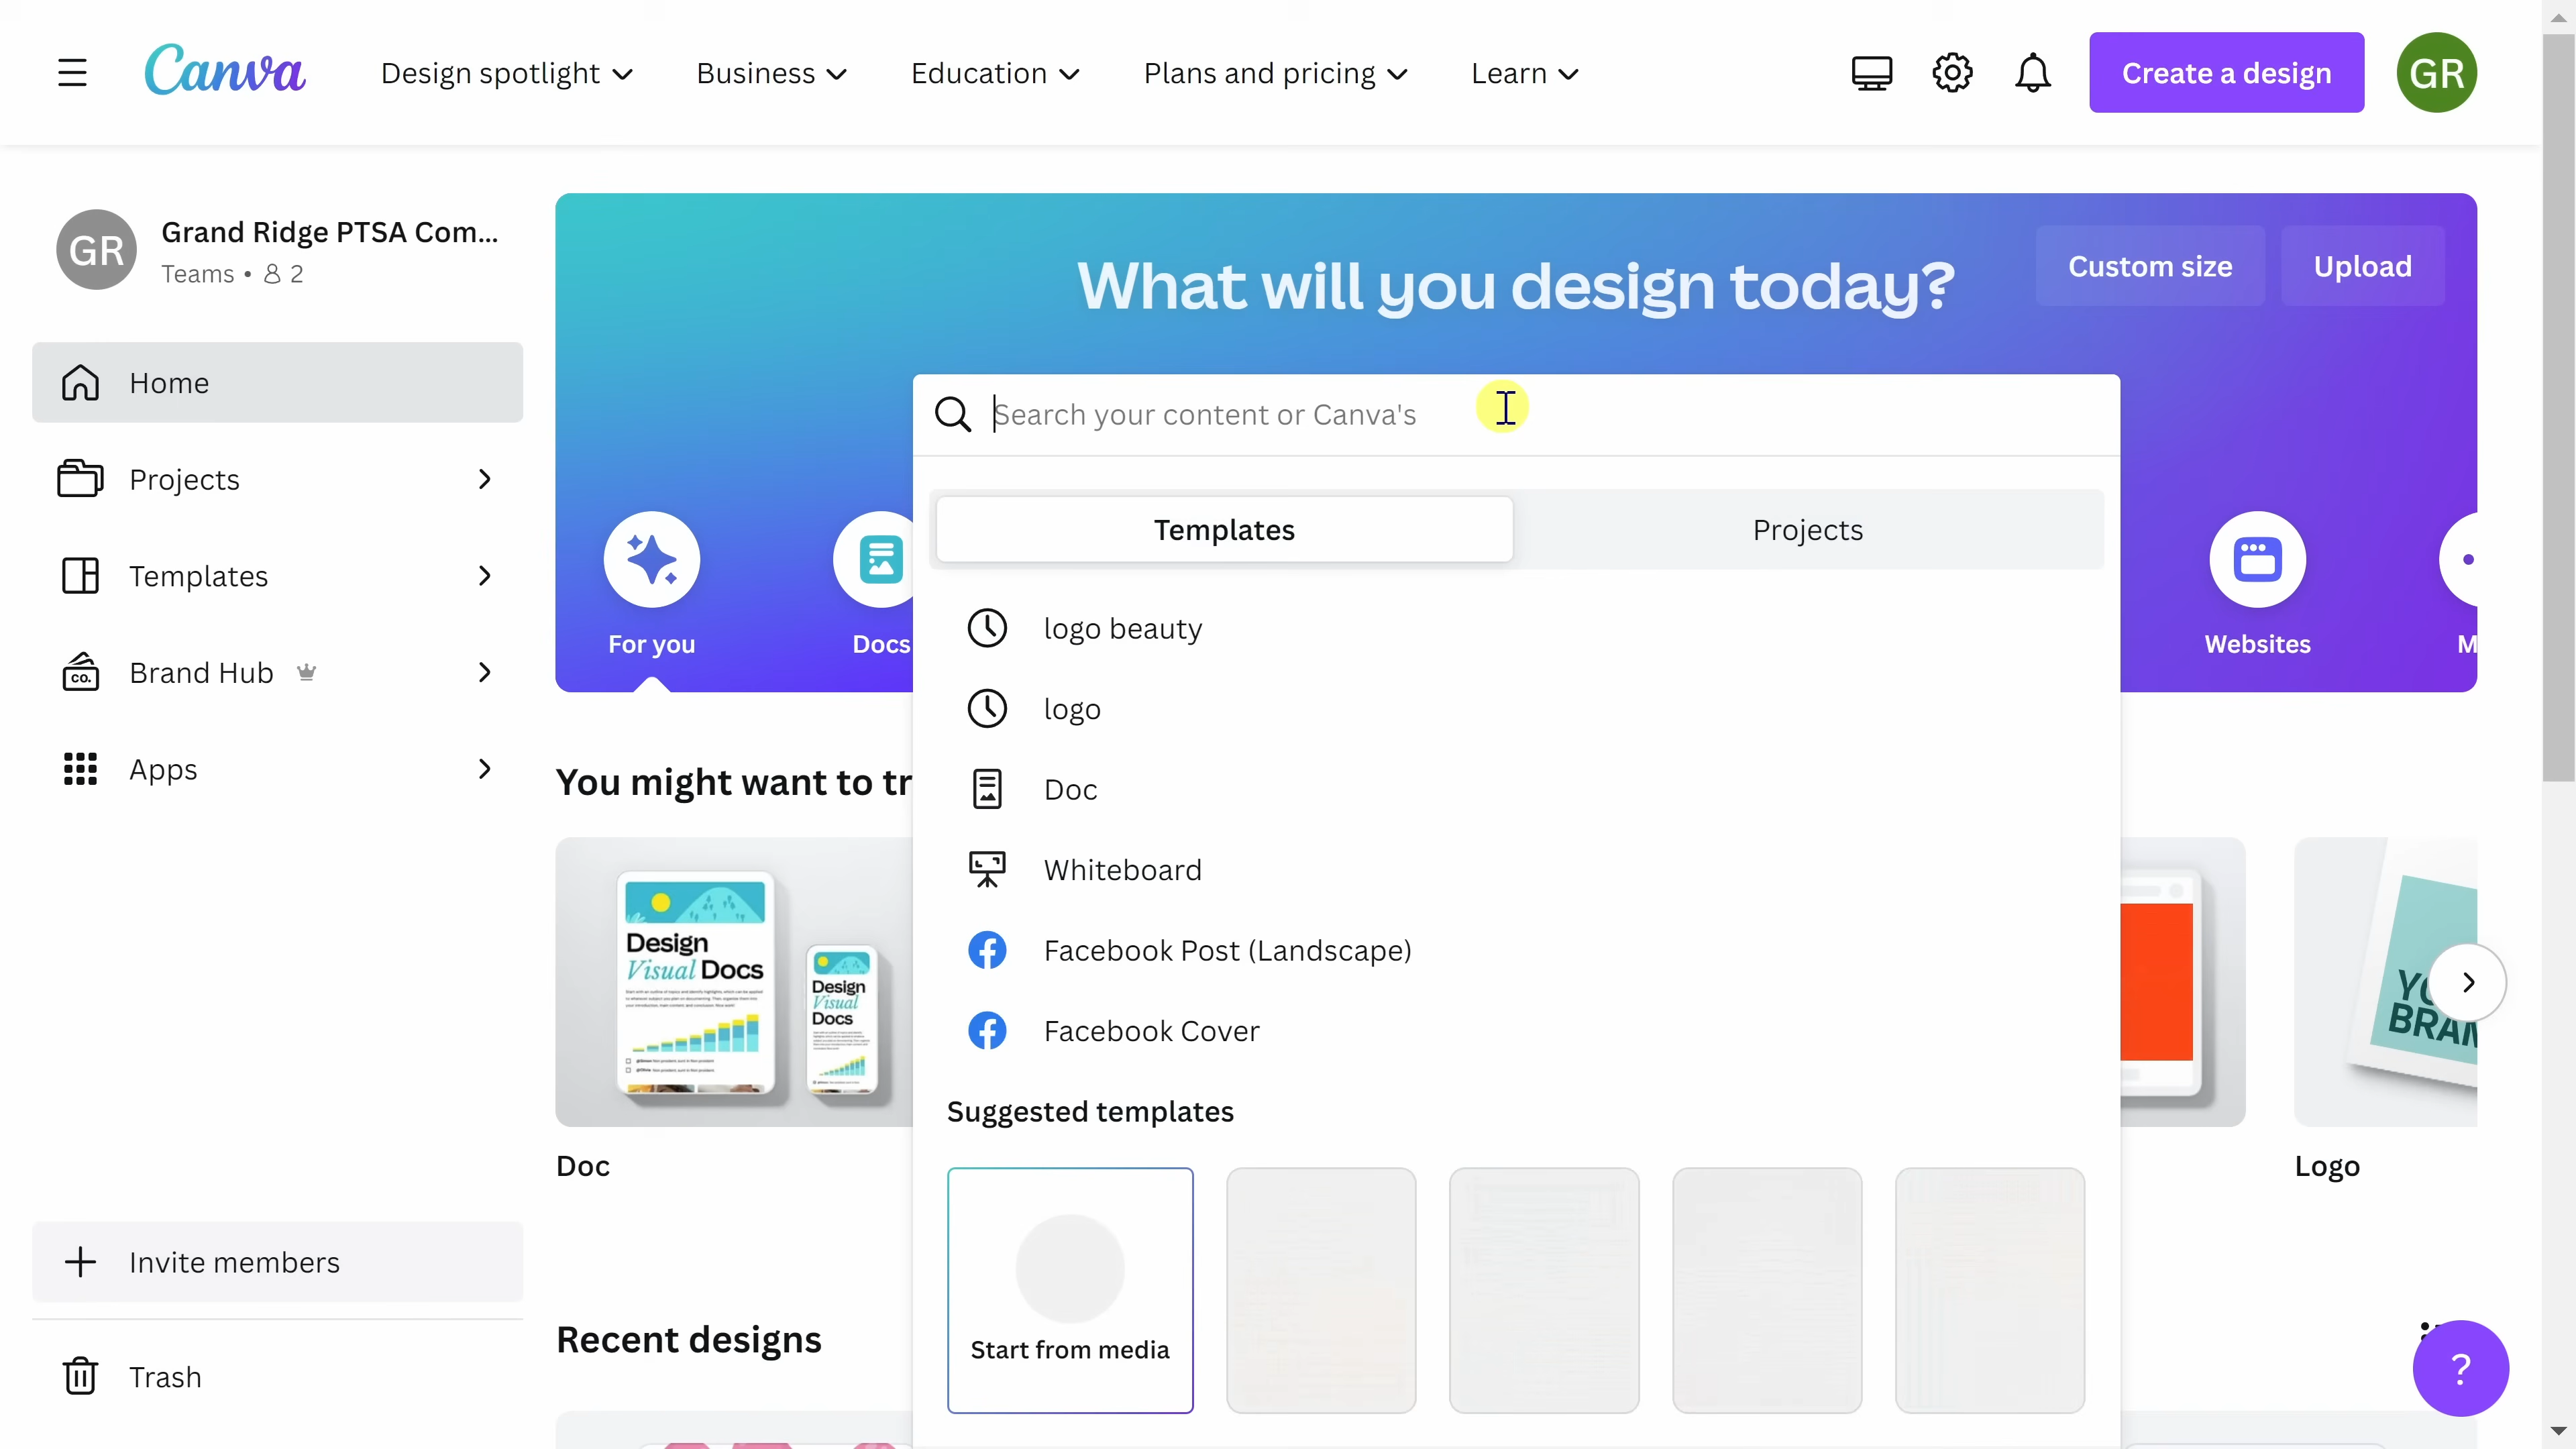 Canva
Design spotlight
Business
Education
Plans and pricing
Learn
Create a design
GR
GR
Grand Ridge PTSA Com...
Teams • 2
Home
Projects
Templates
Brand Hub
co.
Apps
Invite members
Trash
What will you design today?
Custom size
Upload
Search your content or Canva's
Templates
Projects
logo beauty
logo
Doc
Whiteboard
Facebook Post (Landscape)
Facebook Cover
Suggested templates
Start from media
For you
Docs
Websites
M
You might want to tr
Design
Visual Docs
Design
Visual
Docs
Doc
YO
BRAN
Logo
Recent designs
?